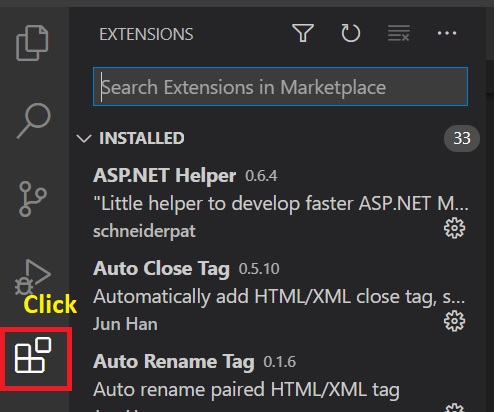 EXTENSIONS
Search Extensions in Marketplace
INSTALLED 33
ASP.NET Helper 0.6.4
"Little helper to develop faster ASP.NET M...
schneiderpat
Auto Close Tag 0.5.10
Click
Automatically add HTML/XML close tag, s...
Jun Han
Auto Rename Tag 0.1.6
Auto rename paired HTML/XML tag